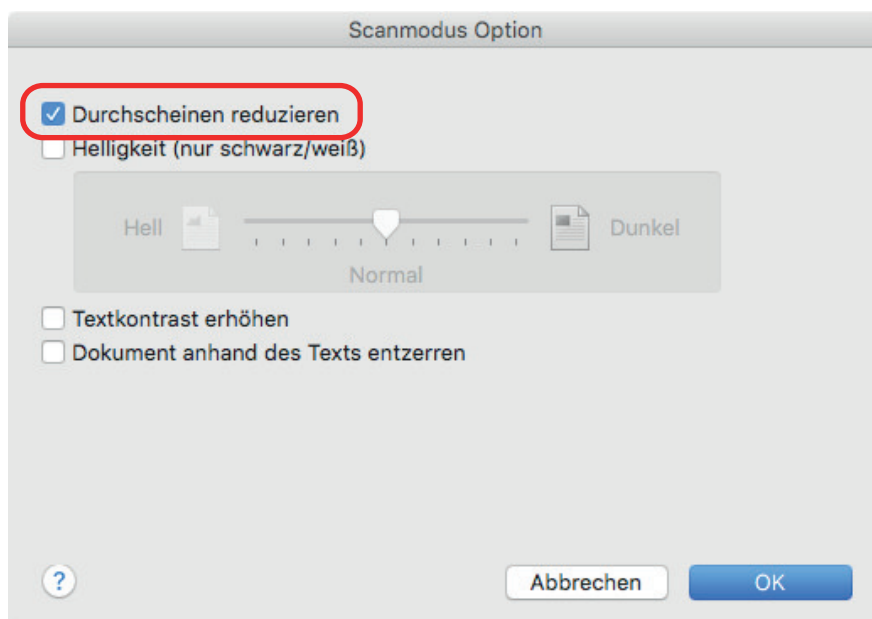 Scanmodus Option
Durchscheinen reduzieren
Helligkeit (nur schwarz/weiß)
Hell
Dunkel
Normal
Textkontrast erhöhen
Dokument anhand des Texts entzerren
?
Abbrechen
OK